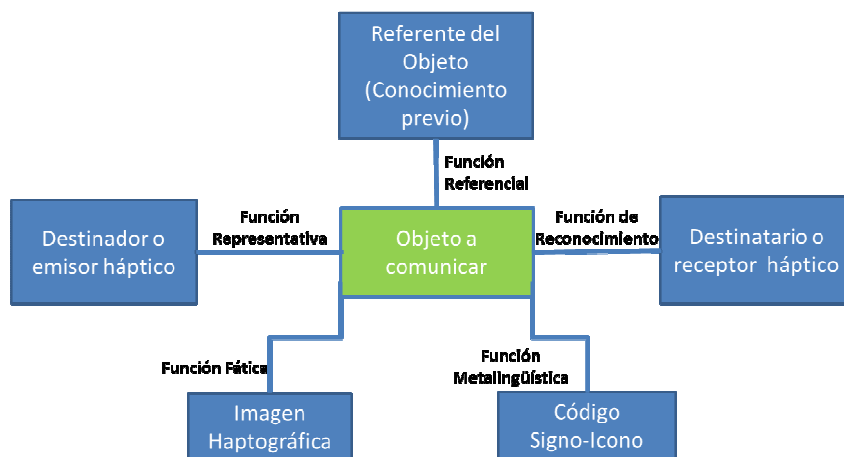 Referente del
Objeto
(Conocimiento
previo)
Función
Referencial
Destinador o
emisor háptico
Función
Representativa
Objeto a
comunicar
Función de
Reconocimiento
Destinatario o
receptor háptico
Función Fática
Imagen
Haptográfica
Función
Metalingüística
Código
Signo-Icono